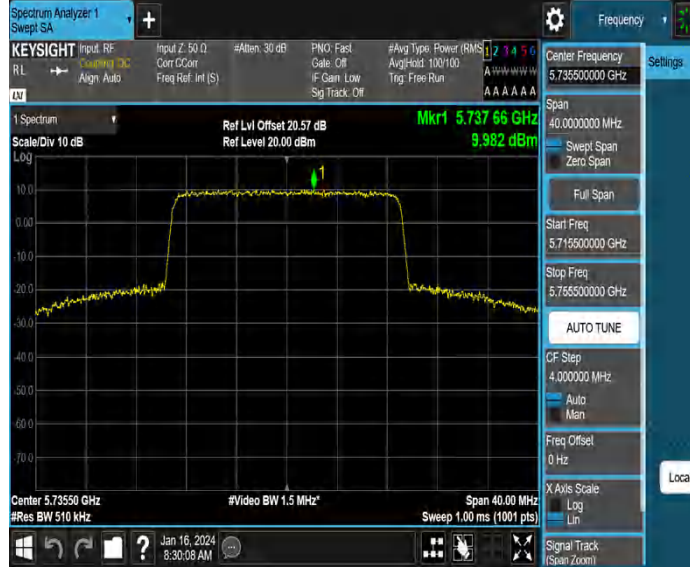 Spectrum Analyzer 1
Swept SA
+
Frequency
KEYSIGHT
RL
Input: RF
Coupling: DC
Align: Auto
Input Z: 50 Ω
Corr CCorr
Freq Ref: Int (S)
#Atten: 30 dB
PNO: Fast
Gate: Off
IF Gain: Low
Sig Track: Off
#Avg Type: Power (RMS
Avg|Hold: 100/100
Trig: Free Run
1 2 3 4 5 6
A W W W W W
A A A A A A
1 Spectrum
Scale/Div 10 dB
Log
Ref Lvl Offset 20.57 dB
Ref Level 20.00 dBm
Mkr1 5.737 66 GHz
9.982 dBm
1
10.0
0.00
-10.0
-20.0
-30.0
-40.0
-50.0
-60.0
-70.0
Center 5.73550 GHz
#Res BW 510 kHz
#Video BW 1.5 MHz*
Span 40.00 MHz
Sweep 1.00 ms (1001 pts)
?
Jan 16, 2024
8:30:08 AM
Center Frequency
5.735500000 GHz
Span
40.0000000 MHz
Swept Span
Zero Span
Full Span
Start Freq
5.715500000 GHz
Stop Freq
5.755500000 GHz
AUTO TUNE
CF Step
4.000000 MHz
Auto
Man
Freq Offset
0 Hz
X Axis Scale
Log
Lin
Signal Track
(Span Zoom)
Settings
Loca